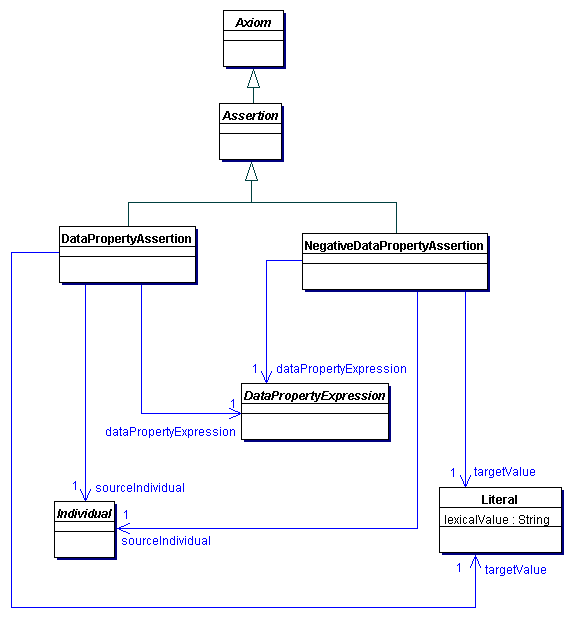 Axiom
Assertion
DataPropertyAssertion
NegativeDataPropertyAssertion
1 dataPropertyExpression
DataPropertyExpression
1
dataPropertyExpression
1 targetValue
1 sourceIndividual
Literal
lexicalValue : String
Individual
1
sourceIndividual
1 targetValue